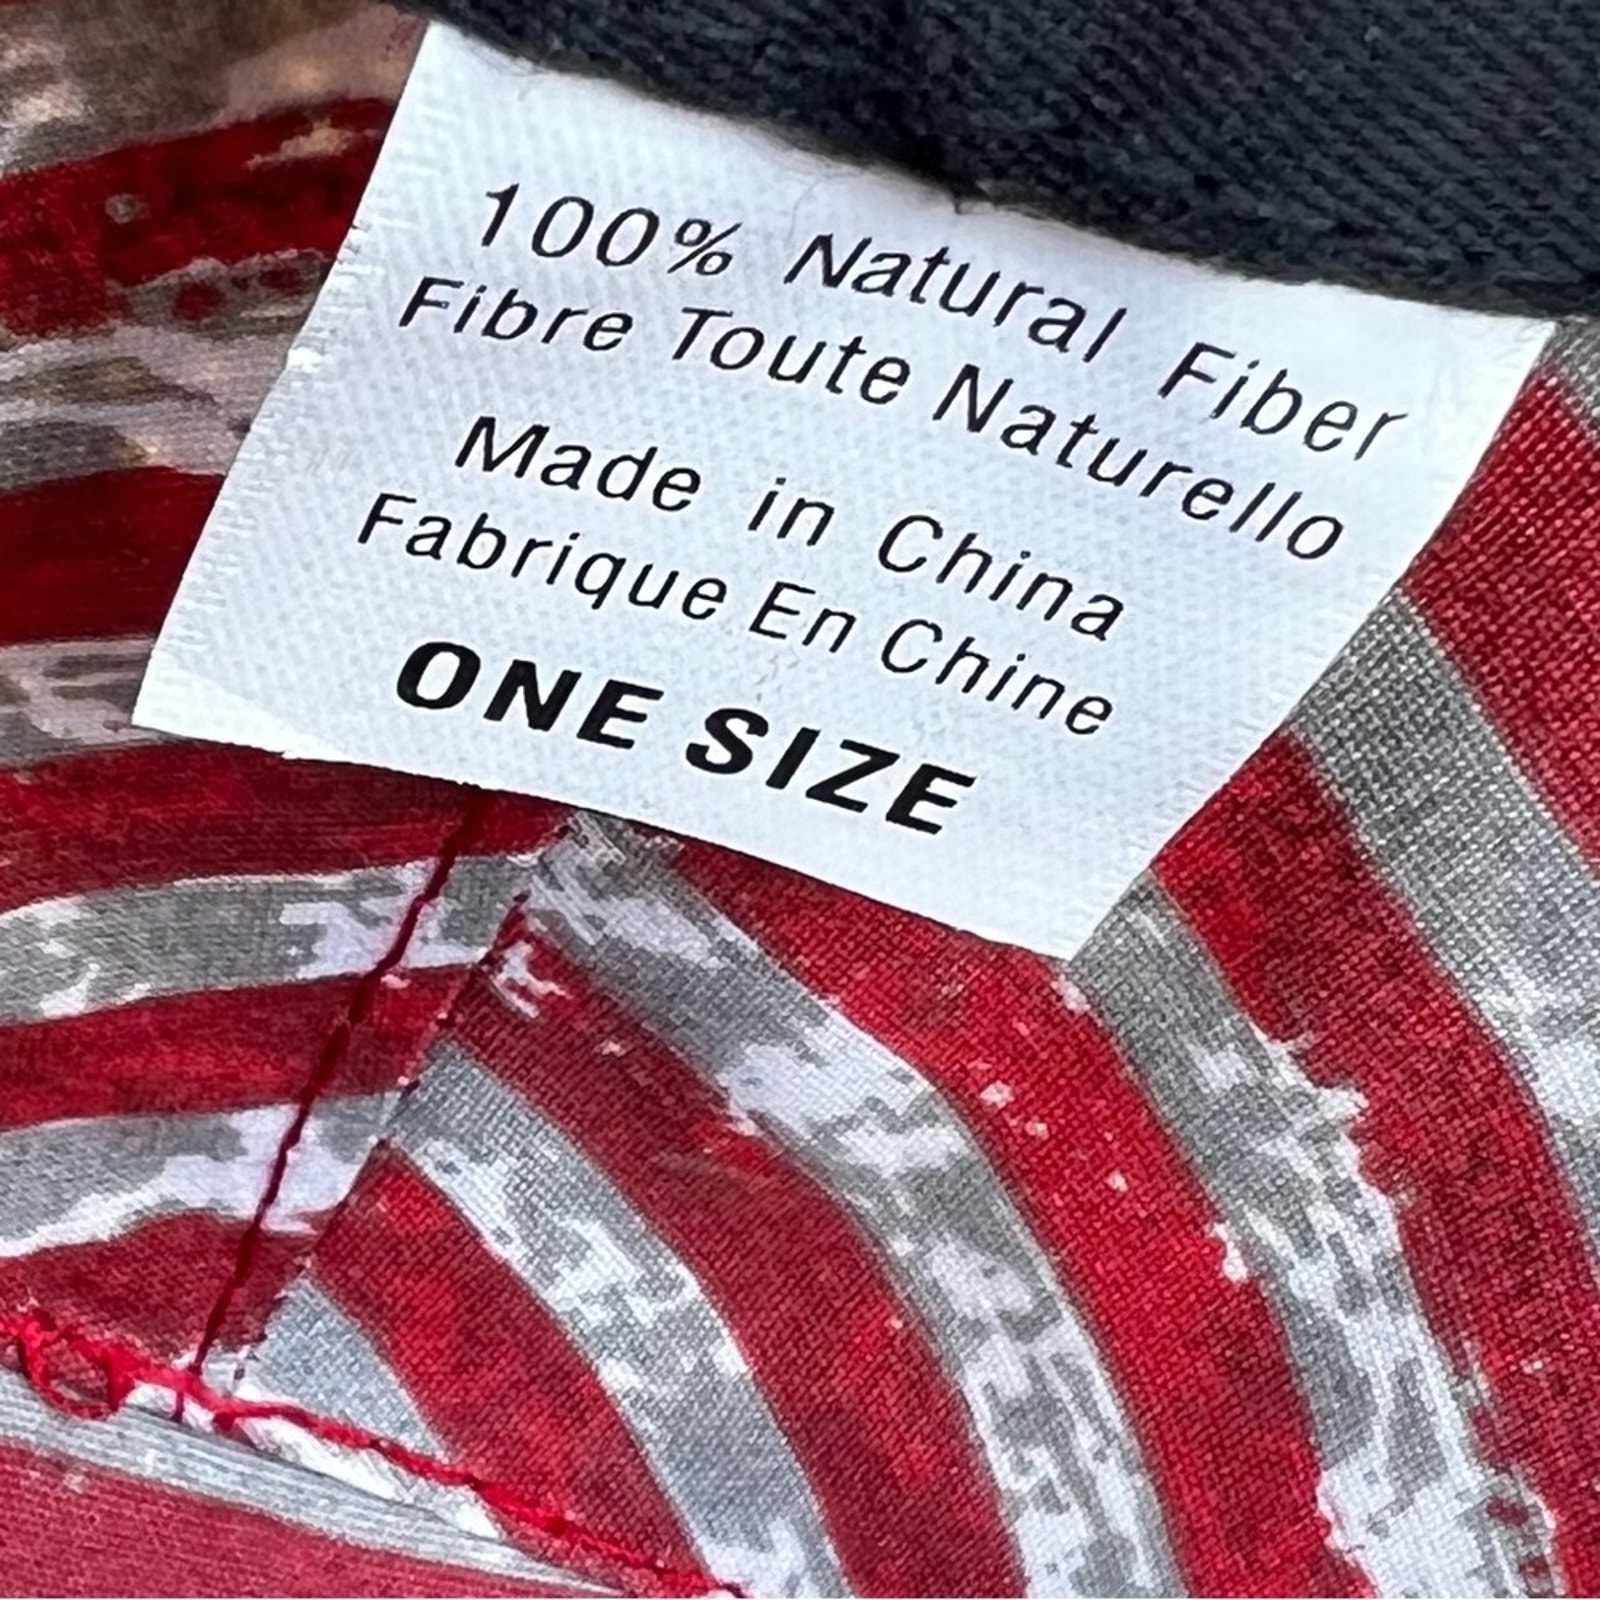 100% Natural Fiber
Fibre Toute Naturello
Made in China
Fabrique En Chine
ONE SIZE